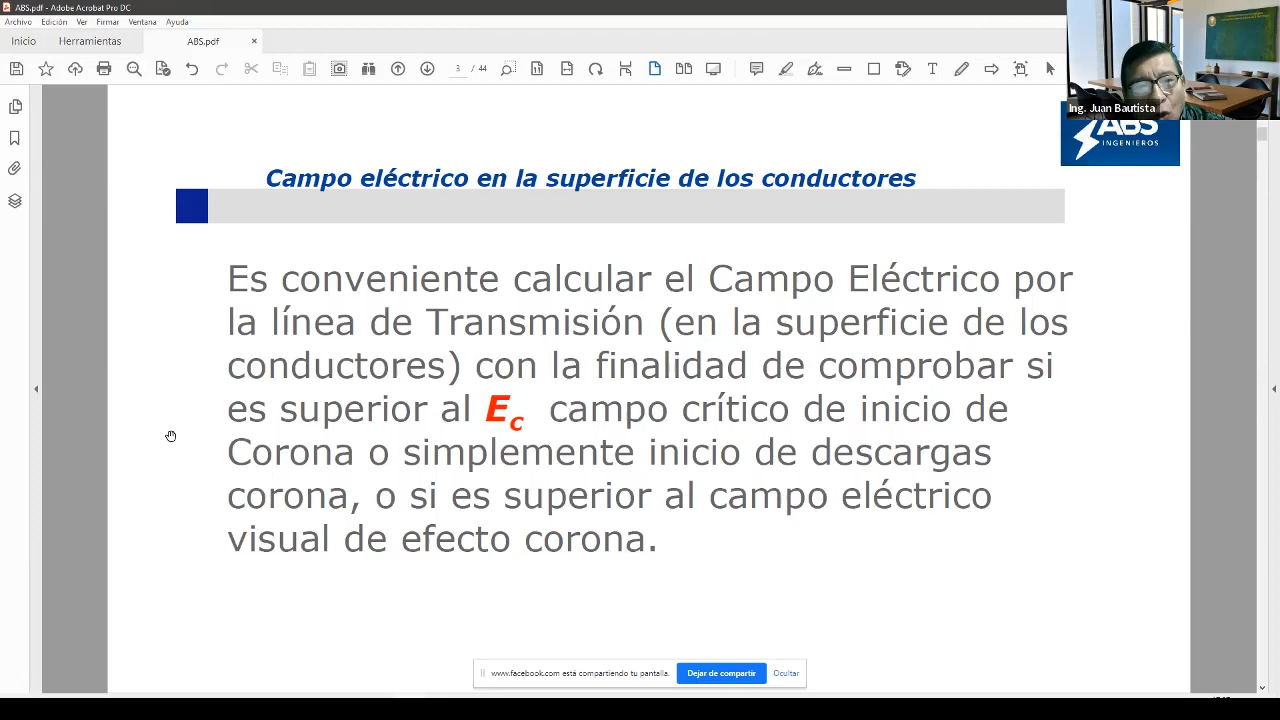 ABS.pdf - Adobe Acrobat Pro DC
Archivo Edición Ver Firmar Ventana Ayuda
Inicio Herramientas ABS.pdf ×
3 / 44
Ing. Juan Bautista
ABS
INGENIEROS
Campo eléctrico en la superficie de los conductores
Es conveniente calcular el Campo Eléctrico por
la línea de Transmisión (en la superficie de los
conductores) con la finalidad de comprobar si
es superior al Ec campo crítico de inicio de
Corona o simplemente inicio de descargas
corona, o si es superior al campo eléctrico
visual de efecto corona.
www.facebook.com está compartiendo tu pantalla. Dejar de compartir Ocultar